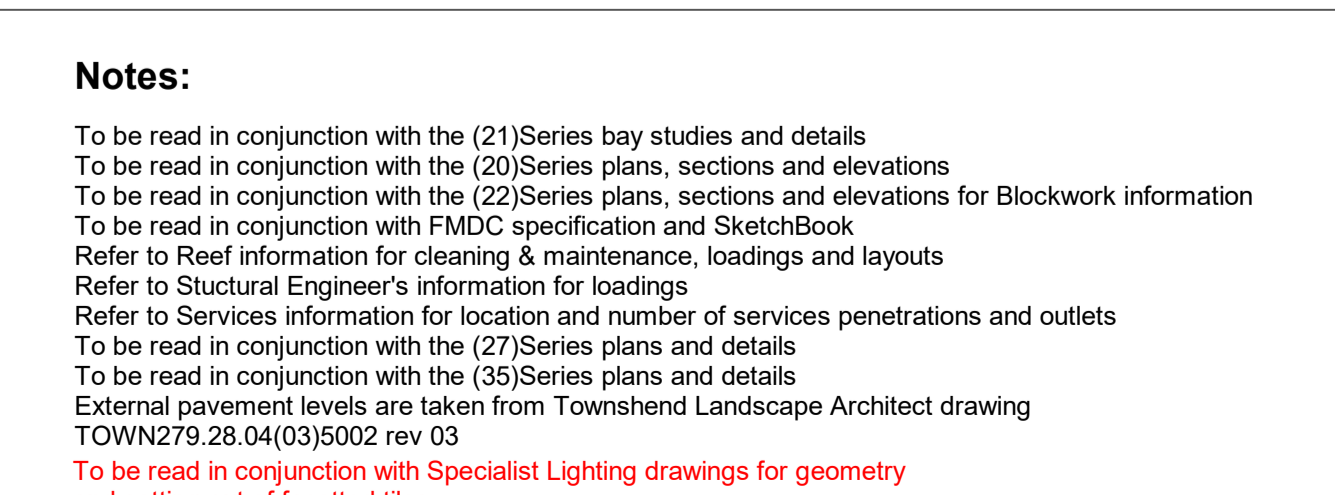 Notes:
To be read in conjunction with the (21)Series bay studies and details
To be read in conjunction with the (20)Series plans, sections and elevations
To be read in conjunction with the (22)Series plans, sections and elevations for Blockwork information
To be read in conjunction with FMDC specification and SketchBook
Refer to Reef information for cleaning & maintenance, loadings and layouts
Refer to Stuctural Engineer's information for loadings
Refer to Services information for location and number of services penetrations and outlets
To be read in conjunction with the (27)Series plans and details
To be read in conjunction with the (35)Series plans and details
External pavement levels are taken from Townshend Landscape Architect drawing
TOWN279.28.04(03)5002 rev 03
To be read in conjunction with Specialist Lighting drawings for geometry